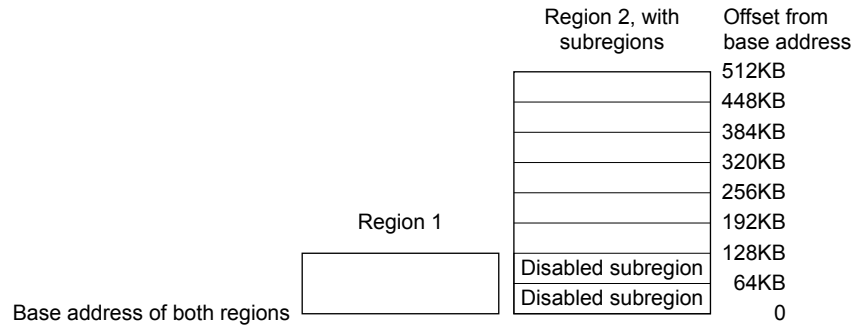 Region 2, with
subregions
Offset from
base address
512KB
448KB
384KB
320KB
256KB
Region 1
192KB
128KB
Disabled subregion
64KB
Disabled subregion
Base address of both regions
0